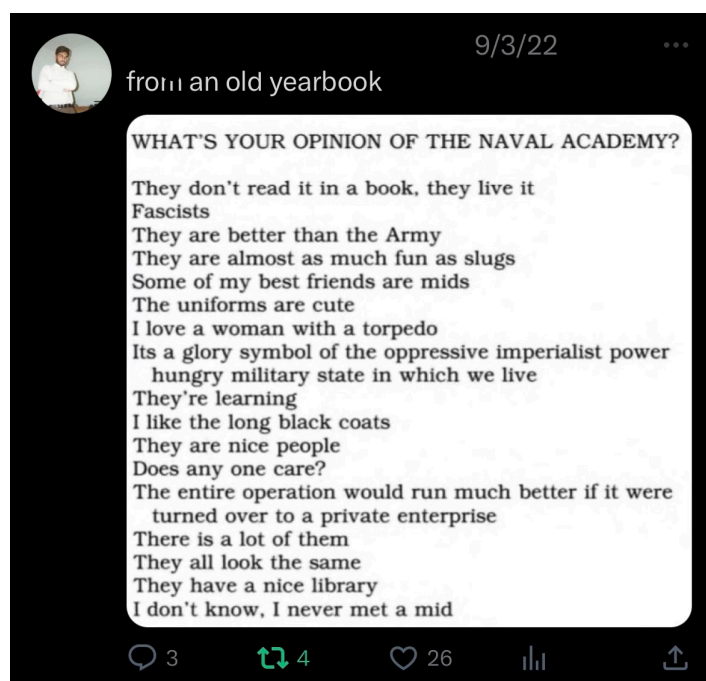 9/3/22
from an old yearbook
WHAT'S YOUR OPINION OF THE NAVAL ACADEMY?
They don't read it in a book, they live it
Fascists
They are better than the Army
They are almost as much fun as slugs
Some of my best friends are mids
The uniforms are cute
I love a woman with a torpedo
Its a glory symbol of the oppressive imperialist power
hungry military state in which we live
They're learning
I like the long black coats
They are nice people
Does any one care?
The entire operation would run much better if it were
turned over to a private enterprise
There is a lot of them
They all look the same
They have a nice library
I don't know, I never met a mid
3 4 26